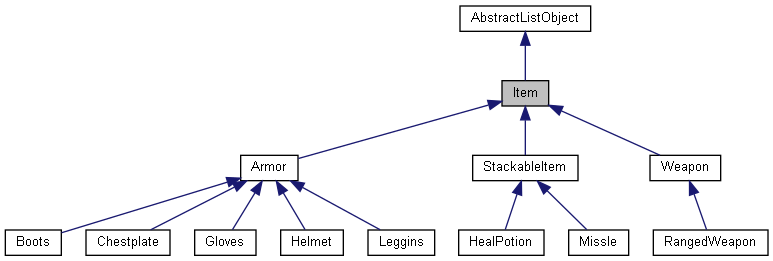 AbstractListObject
Item
Armor
StackableItem
Weapon
Boots
Chestplate
Gloves
Helmet
Leggins
HealPotion
Missle
RangedWeapon